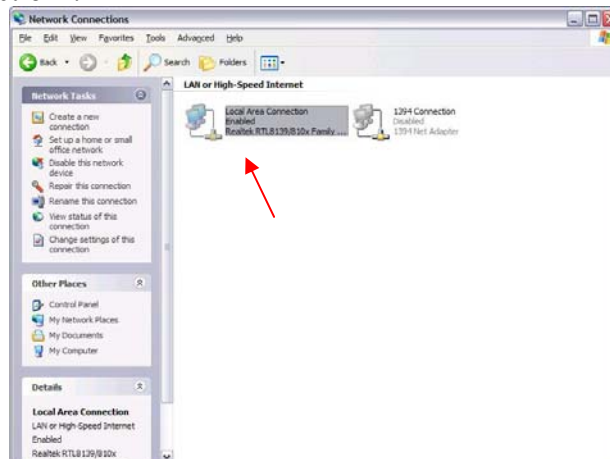 Network Connections
File Edit View Favorites Tools Advanced Help
Back Search Folders
Network Tasks
Create a new
connection
Set up a home or small
office network
Disable this network
device
Repair this connection
Rename this connection
View status of this
connection
Change settings of this
connection
Other Places
Control Panel
My Network Places
My Documents
My Computer
Details
Local Area Connection
LAN or High-Speed Internet
Enabled
Realtek RTL8139/810x
LAN or High-Speed Internet
Local Area Connection
Enabled
Realtek RTL8139/810x Family ...
1394 Connection
Disabled
1394 Net Adapter